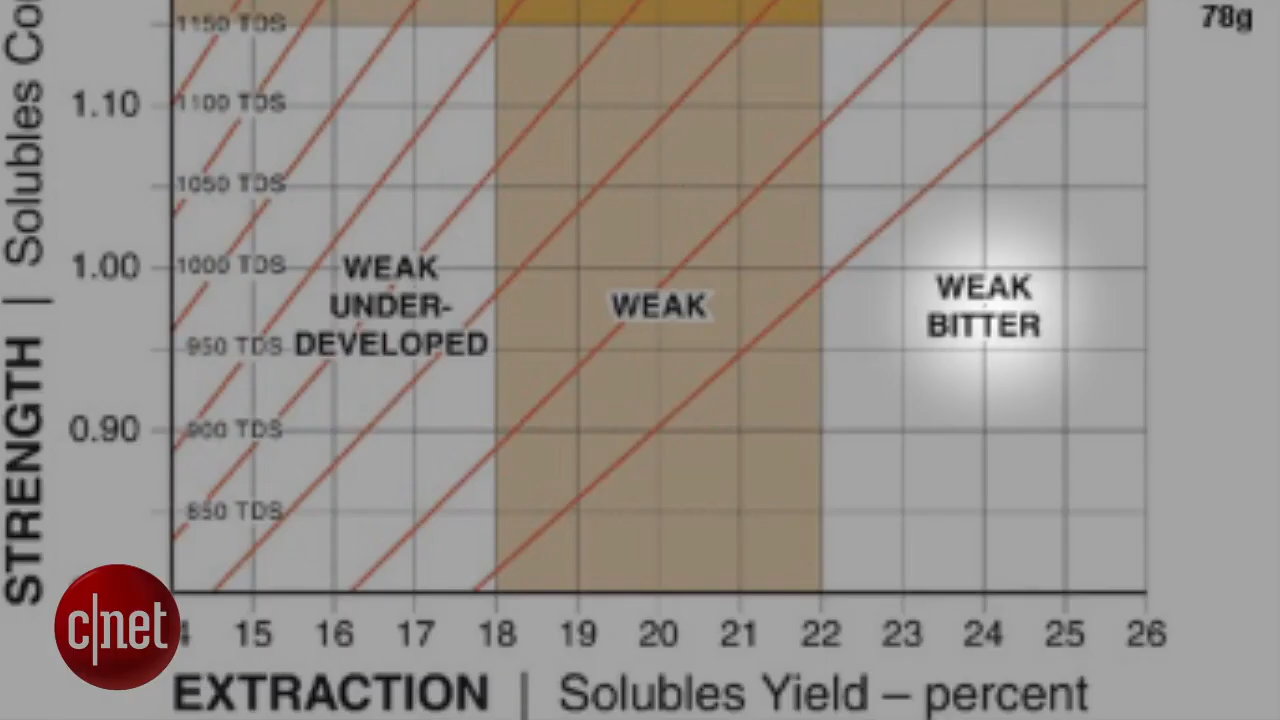 1150 TDS
78g
1.10
1100 TDS
1050 TDS
1.00
1000 TDS
WEAK
UNDER-
DEVELOPED
WEAK
WEAK
BITTER
950 TDS
0.90
900 TDS
850 TDS
STRENGTH | Solubles
c|net
15 16 17 18 19 20 21 22 23 24 25 26
EXTRACTION | Solubles Yield – percent